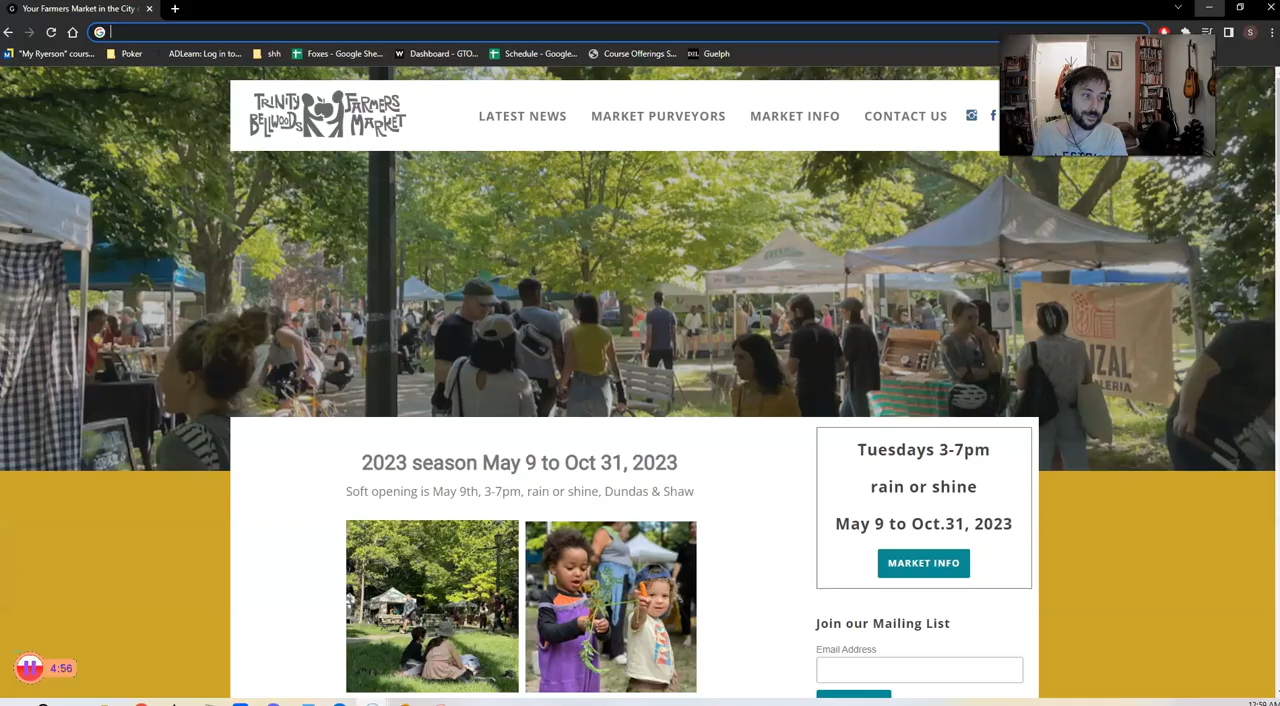 Your Farmers Market in the City
"My Ryerson" cours...
Poker
ADLearn: Log in to...
shh
Foxes - Google She...
Dashboard - GTO...
Schedule - Google...
Course Offerings S...
D2L
Guelph
TRINITY BELLWOODS FARMERS MARKET
LATEST NEWS
MARKET PURVEYORS
MARKET INFO
CONTACT US
2023 season May 9 to Oct 31, 2023
Soft opening is May 9th, 3-7pm, rain or shine, Dundas & Shaw
Tuesdays 3-7pm
rain or shine
May 9 to Oct.31, 2023
MARKET INFO
Join our Mailing List
Email Address
4:56